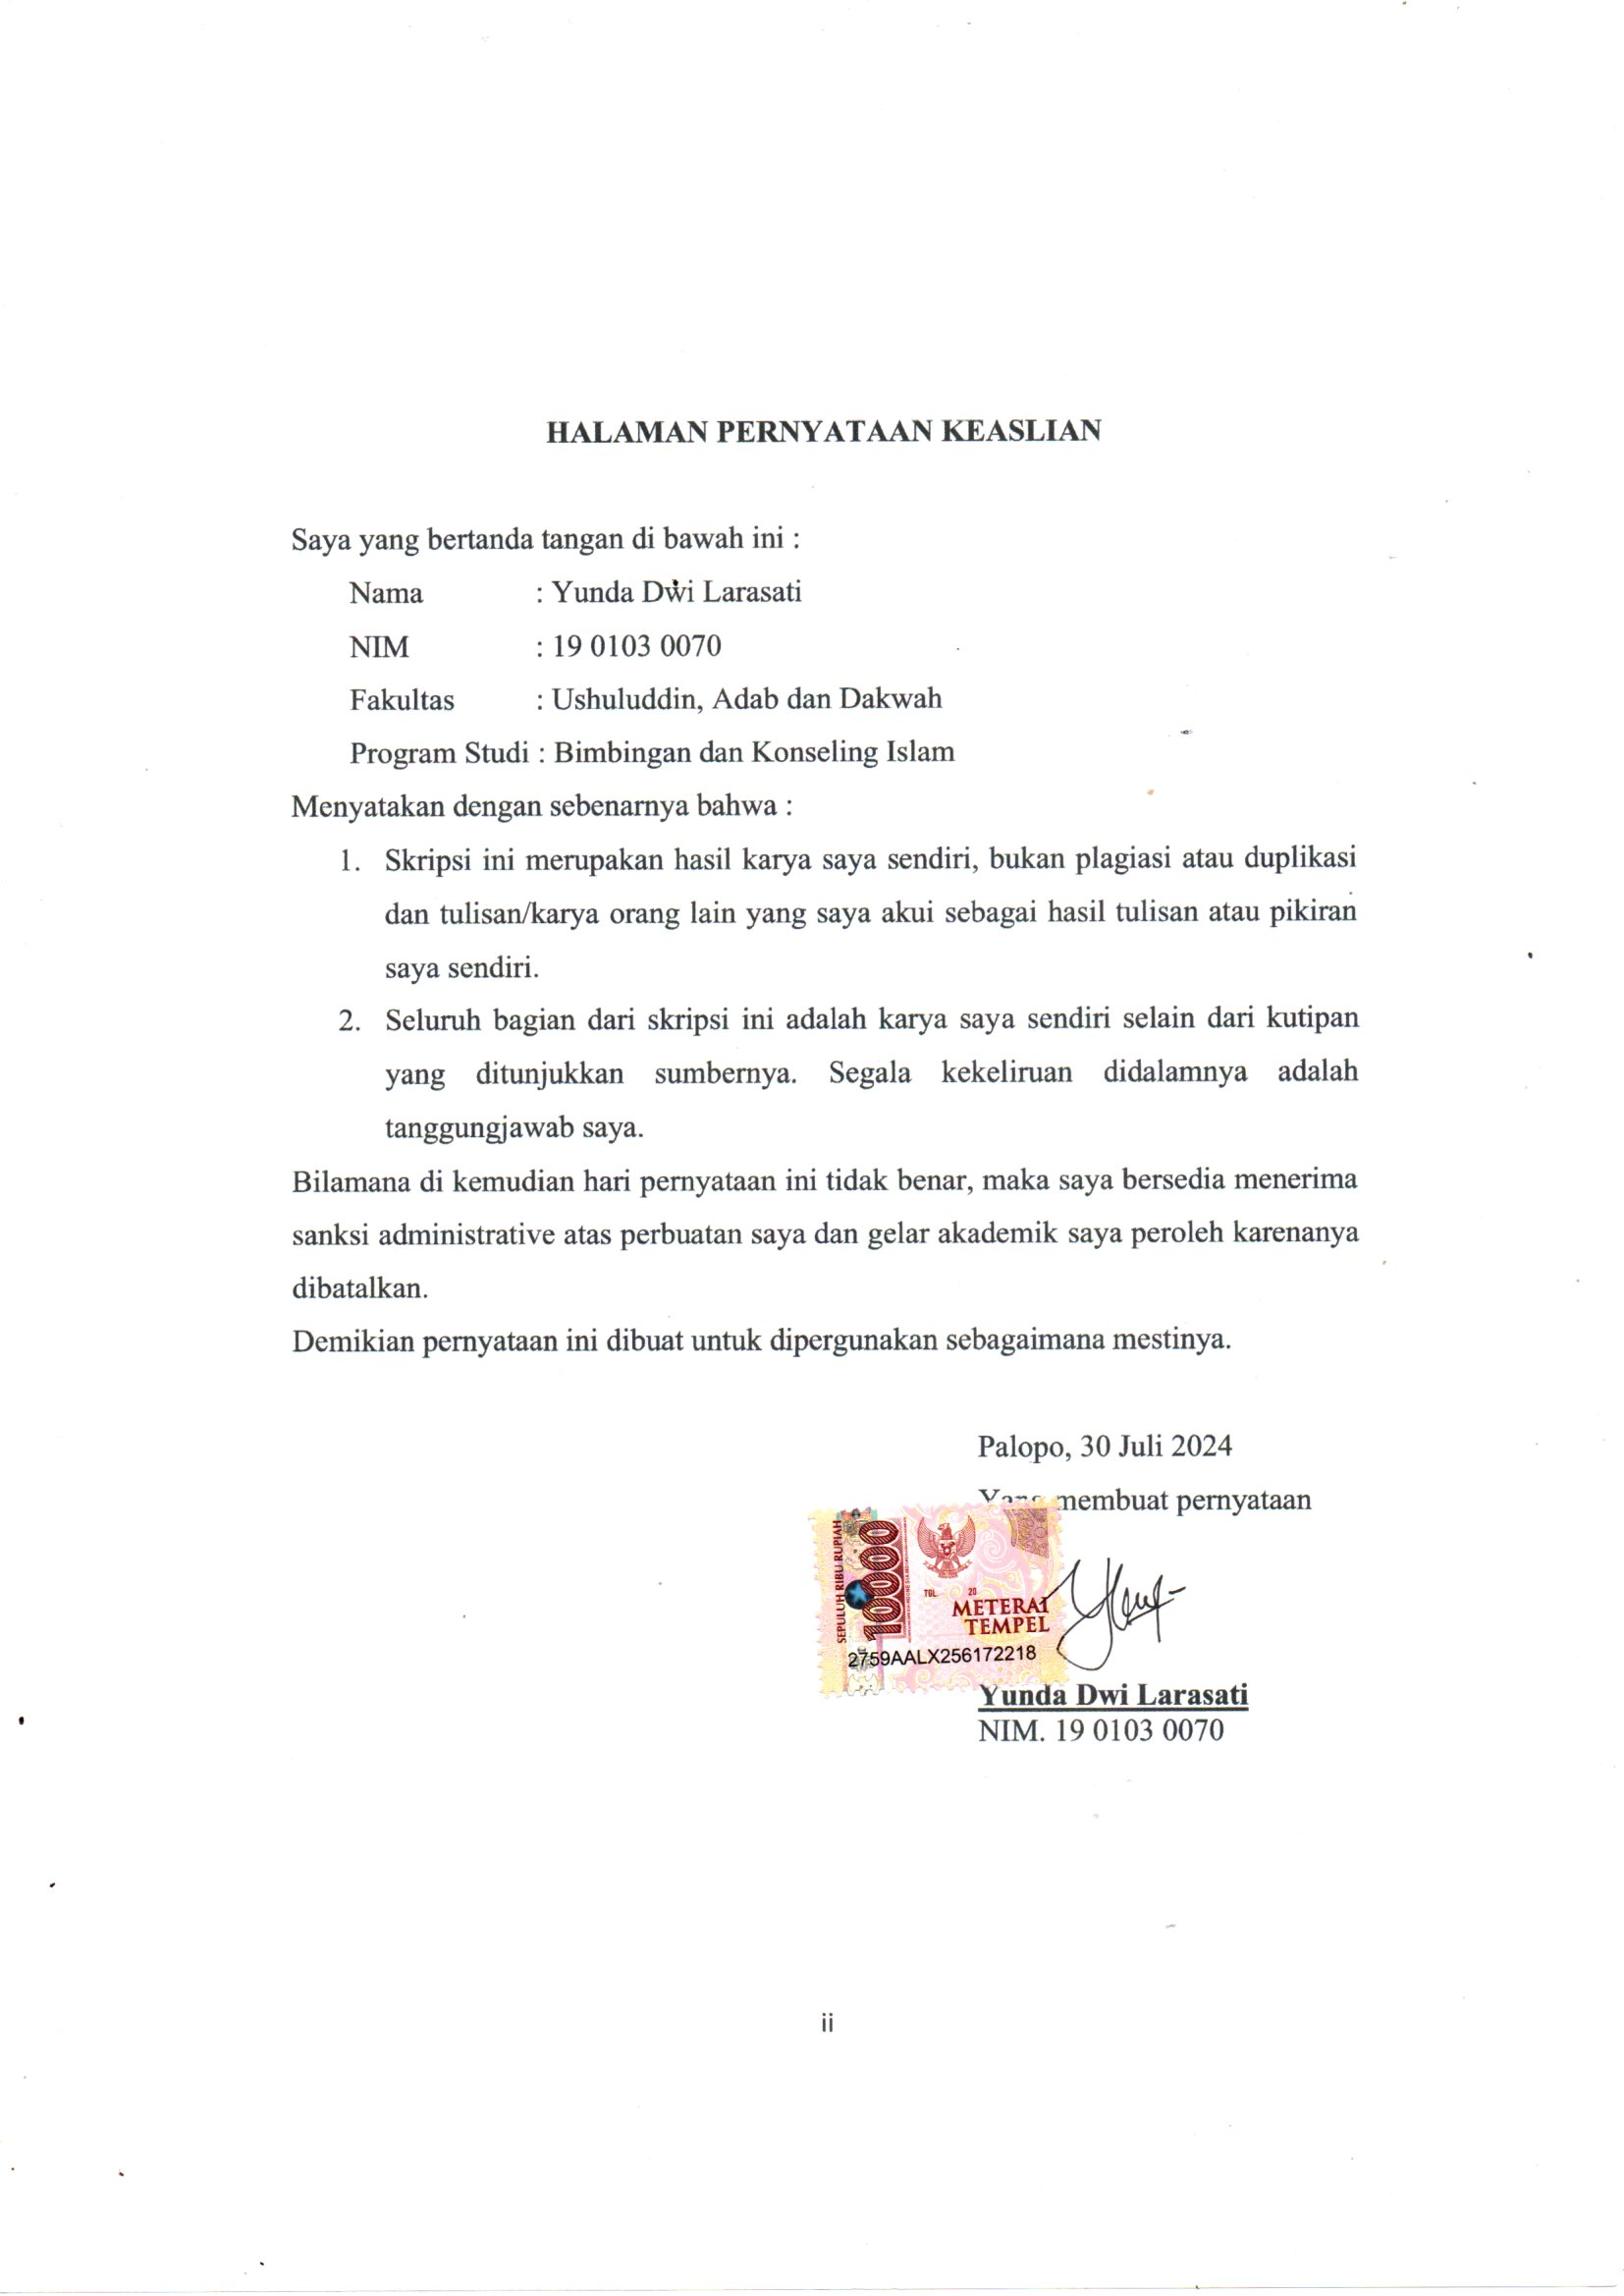 HALAMAN PERNYATAAN KEASLIAN
Saya yang bertanda tangan di bawah ini :
Nama : Yunda Dwi Larasati
NIM : 19 0103 0070
Fakultas : Ushuluddin, Adab dan Dakwah
Program Studi : Bimbingan dan Konseling Islam
Menyatakan dengan sebenarnya bahwa :
1. Skripsi ini merupakan hasil karya saya sendiri, bukan plagiasi atau duplikasi
dan tulisan/karya orang lain yang saya akui sebagai hasil tulisan atau pikiran
saya sendiri.
2. Seluruh bagian dari skripsi ini adalah karya saya sendiri selain dari kutipan
yang ditunjukkan sumbernya. Segala kekeliruan didalamnya adalah
tanggungjawab saya.
Bilamana di kemudian hari pernyataan ini tidak benar, maka saya bersedia menerima
sanksi administrative atas perbuatan saya dan gelar akademik saya peroleh karenanya
dibatalkan.
Demikian pernyataan ini dibuat untuk dipergunakan sebagaimana mestinya.
Palopo, 30 Juli 2024
Yang membuat pernyataan
SEPULUH RIBU RUPIAH
10000
TGL. 20
METERAI
TEMPEL
2759AALX256172218
Yunda Dwi Larasati
NIM. 19 0103 0070
ii